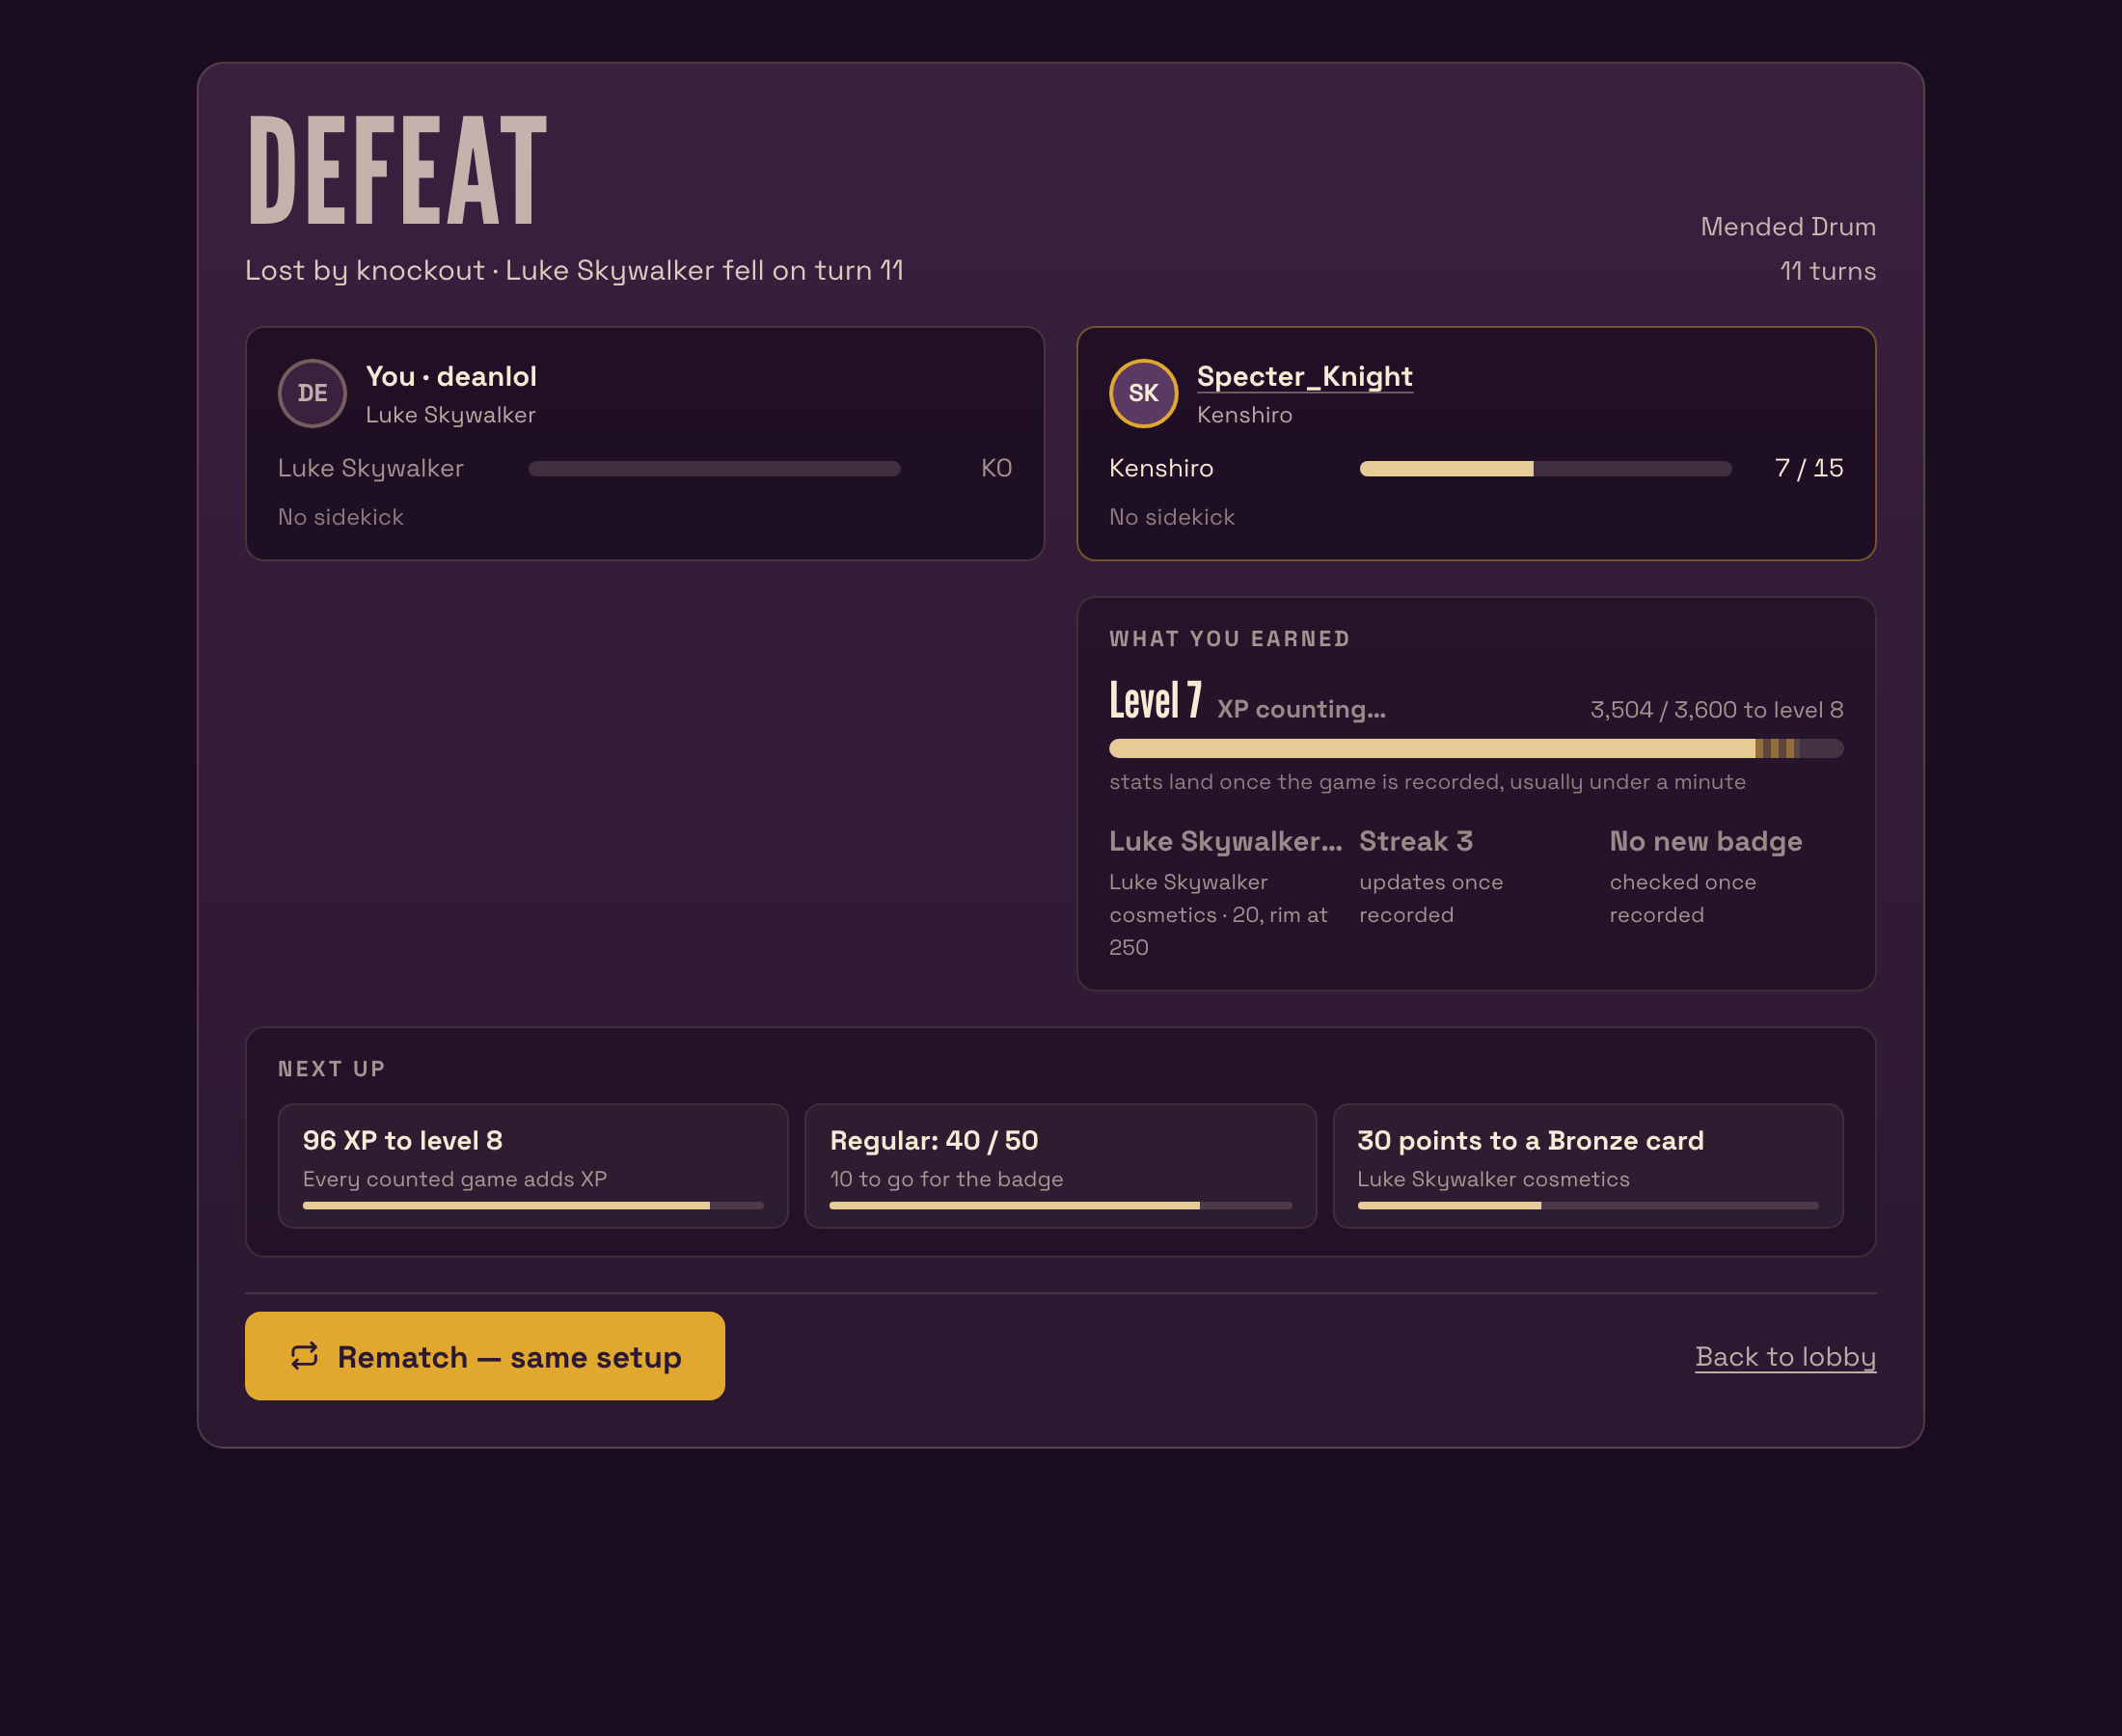 DEFEAT
Lost by knockout · Luke Skywalker fell on turn 11
Mended Drum
11 turns
DE
You · deanlol
Luke Skywalker
Luke Skywalker
KO
No sidekick
SK
Specter_Knight
Kenshiro
Kenshiro
7 / 15
No sidekick
WHAT YOU EARNED
Level 7 XP counting...
3,504 / 3,600 to level 8
stats land once the game is recorded, usually under a minute
Luke Skywalker...
Luke Skywalker
cosmetics · 20, rim at
250
Streak 3
updates once
recorded
No new badge
checked once
recorded
NEXT UP
96 XP to level 8
Every counted game adds XP
Regular: 40 / 50
10 to go for the badge
30 points to a Bronze card
Luke Skywalker cosmetics
Rematch — same setup
Back to lobby